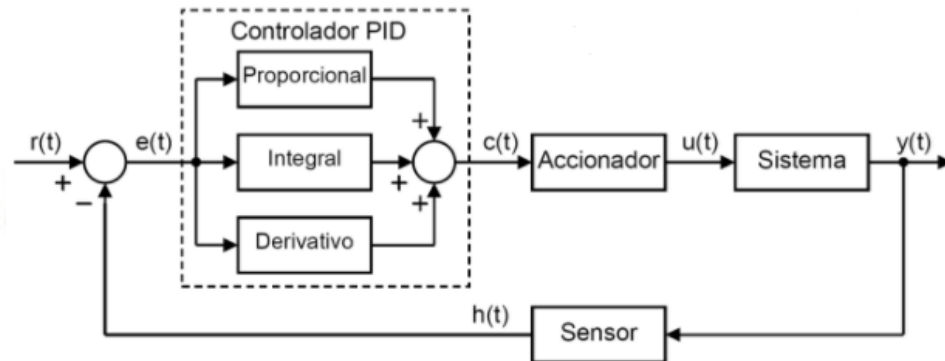 Controlador PID
Proporcional
+
r(t)
e(t)
Integral
c(t)
Accionador
u(t)
Sistema
y(t)
+
+
−
+
Derivativo
h(t)
Sensor